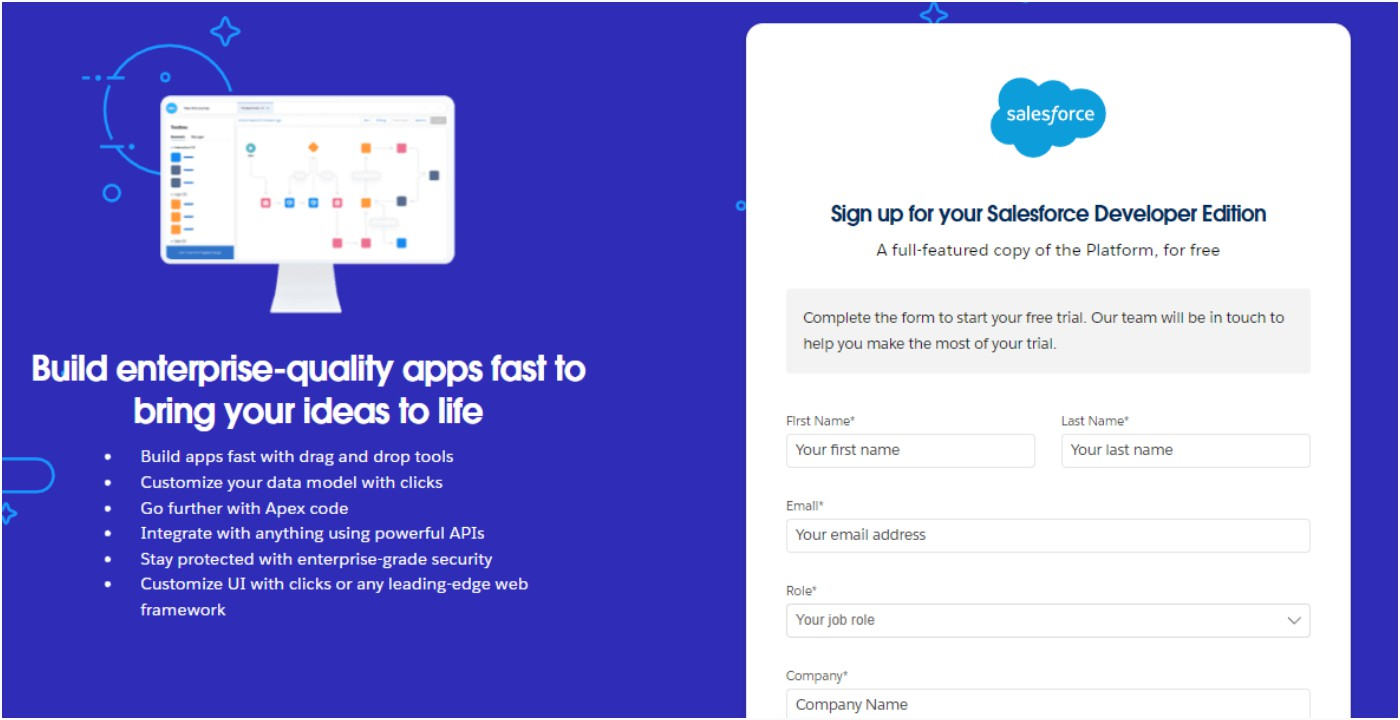 Build enterprise-quality apps fast to
bring your ideas to life
• Build apps fast with drag and drop tools
• Customize your data model with clicks
• Go further with Apex code
• Integrate with anything using powerful APIs
• Stay protected with enterprise-grade security
• Customize UI with clicks or any leading-edge web
framework
salesforce
Sign up for your Salesforce Developer Edition
A full-featured copy of the Platform, for free
Complete the form to start your free trial. Our team will be in touch to
help you make the most of your trial.
First Name* Last Name*
Your first name Your last name
Email*
Your email address
Role*
Your job role
Company*
Company Name